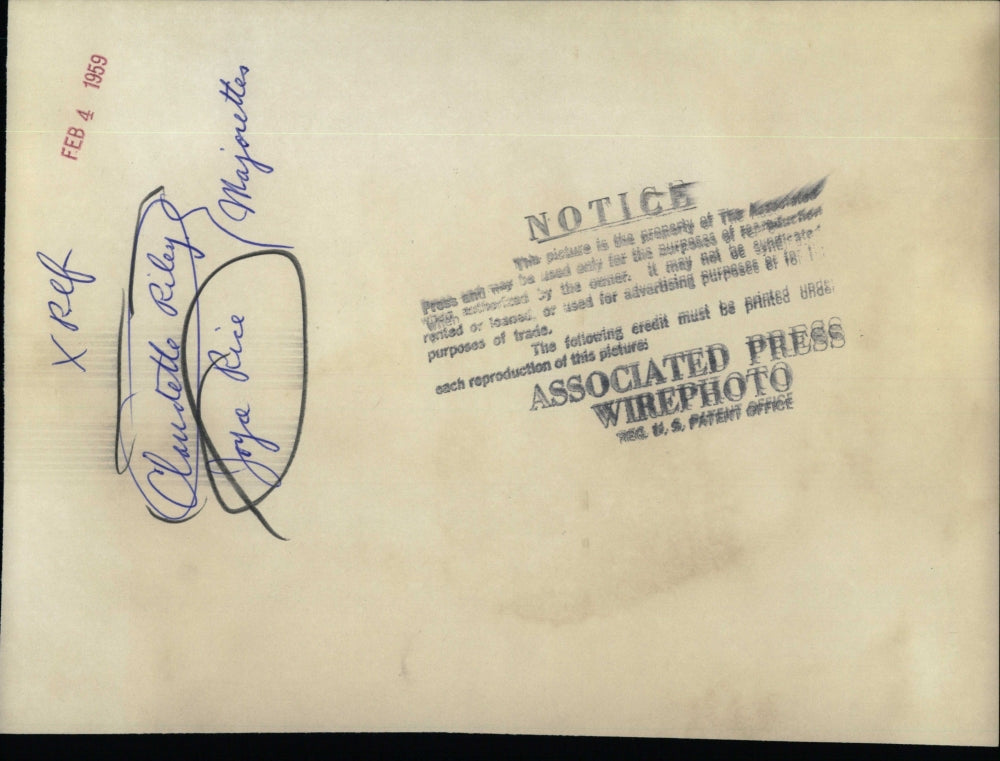 FEB 4 1959
X Ref
Claudette Riley
Joya Rice
Majorettes
NOTICE
This picture is the property of The Associated
Press and may be used only for the purposes of reproduction
when authorized by the owner. It may not be syndicated
rented or loaned, or used for advertising purposes or for
purposes of trade.
The following credit must be printed under
each reproduction of this picture:
ASSOCIATED PRESS
WIREPHOTO
REG. U. S. PATENT OFFICE